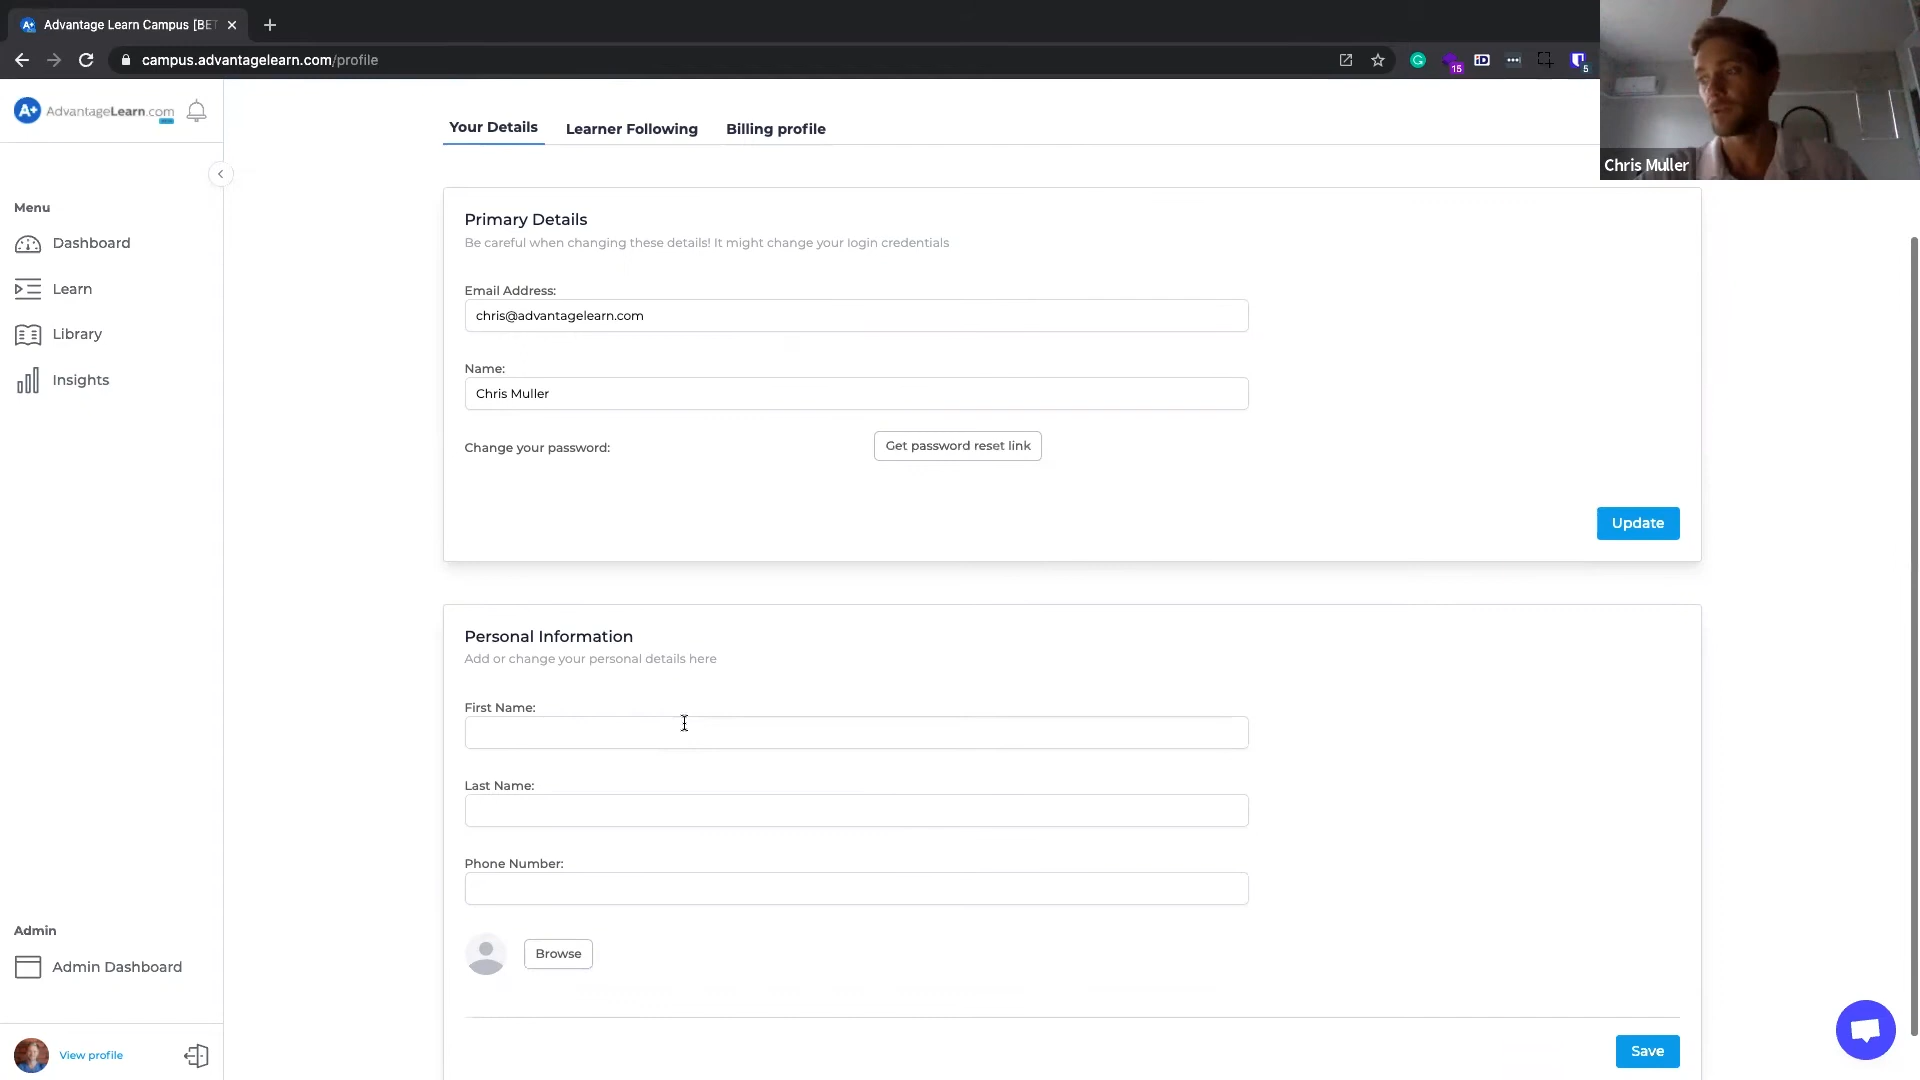 Advantage Learn Campus [BET
campus.advantagelearn.com/profile
15
iD
5
A+ AdvantageLearn.com
Your Details
Learner Following
Billing profile
Chris Muller
Menu
Dashboard
Learn
Library
Insights
Primary Details
Be careful when changing these details! It might change your login credentials
Email Address:
chris@advantagelearn.com
Name:
Chris Muller
Change your password:
Get password reset link
Update
Personal Information
Add or change your personal details here
First Name:
Last Name:
Phone Number:
Browse
Save
Admin
Admin Dashboard
View profile